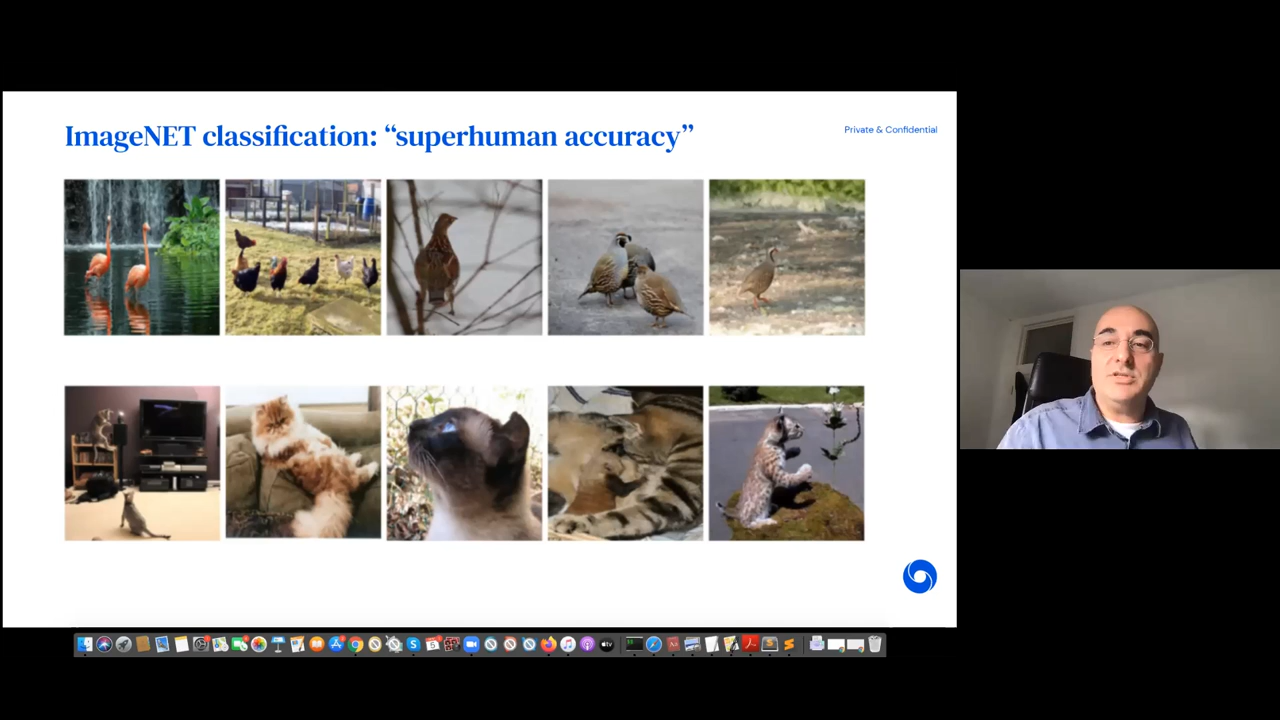 ImageNET classification: “superhuman accuracy”
Private & Confidential